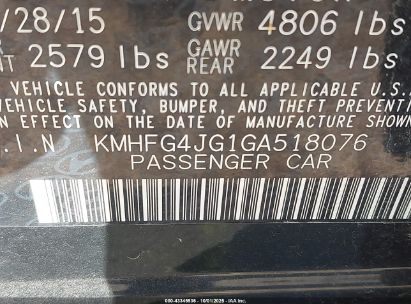 /28/15 GVWR 4806 lbs
GAWR
2579 lbs REAR 2249 lbs
VEHICLE CONFORMS TO ALL APPLICABLE U.S.
VEHICLE SAFETY, BUMPER, AND THEFT PREVENTI
N EFFECT ON THE DATE OF MANUFACTURE SHOWN
.I.N. KMHFG4JG1GA518076
PASSENGER CAR